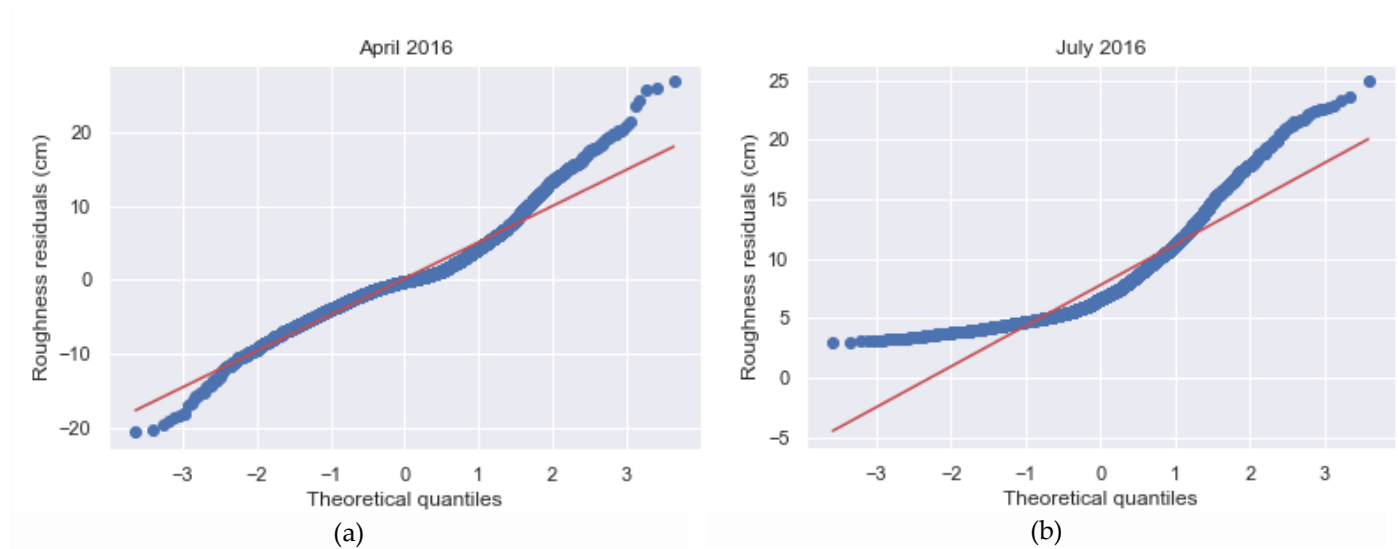 April 2016
Roughness residuals (cm)
20
10
0
−10
−20
−3 −2 −1 0 1 2 3
Theoretical quantiles
(a)
July 2016
Roughness residuals (cm)
25
20
15
10
5
0
−5
−3 −2 −1 0 1 2 3
Theoretical quantiles
(b)